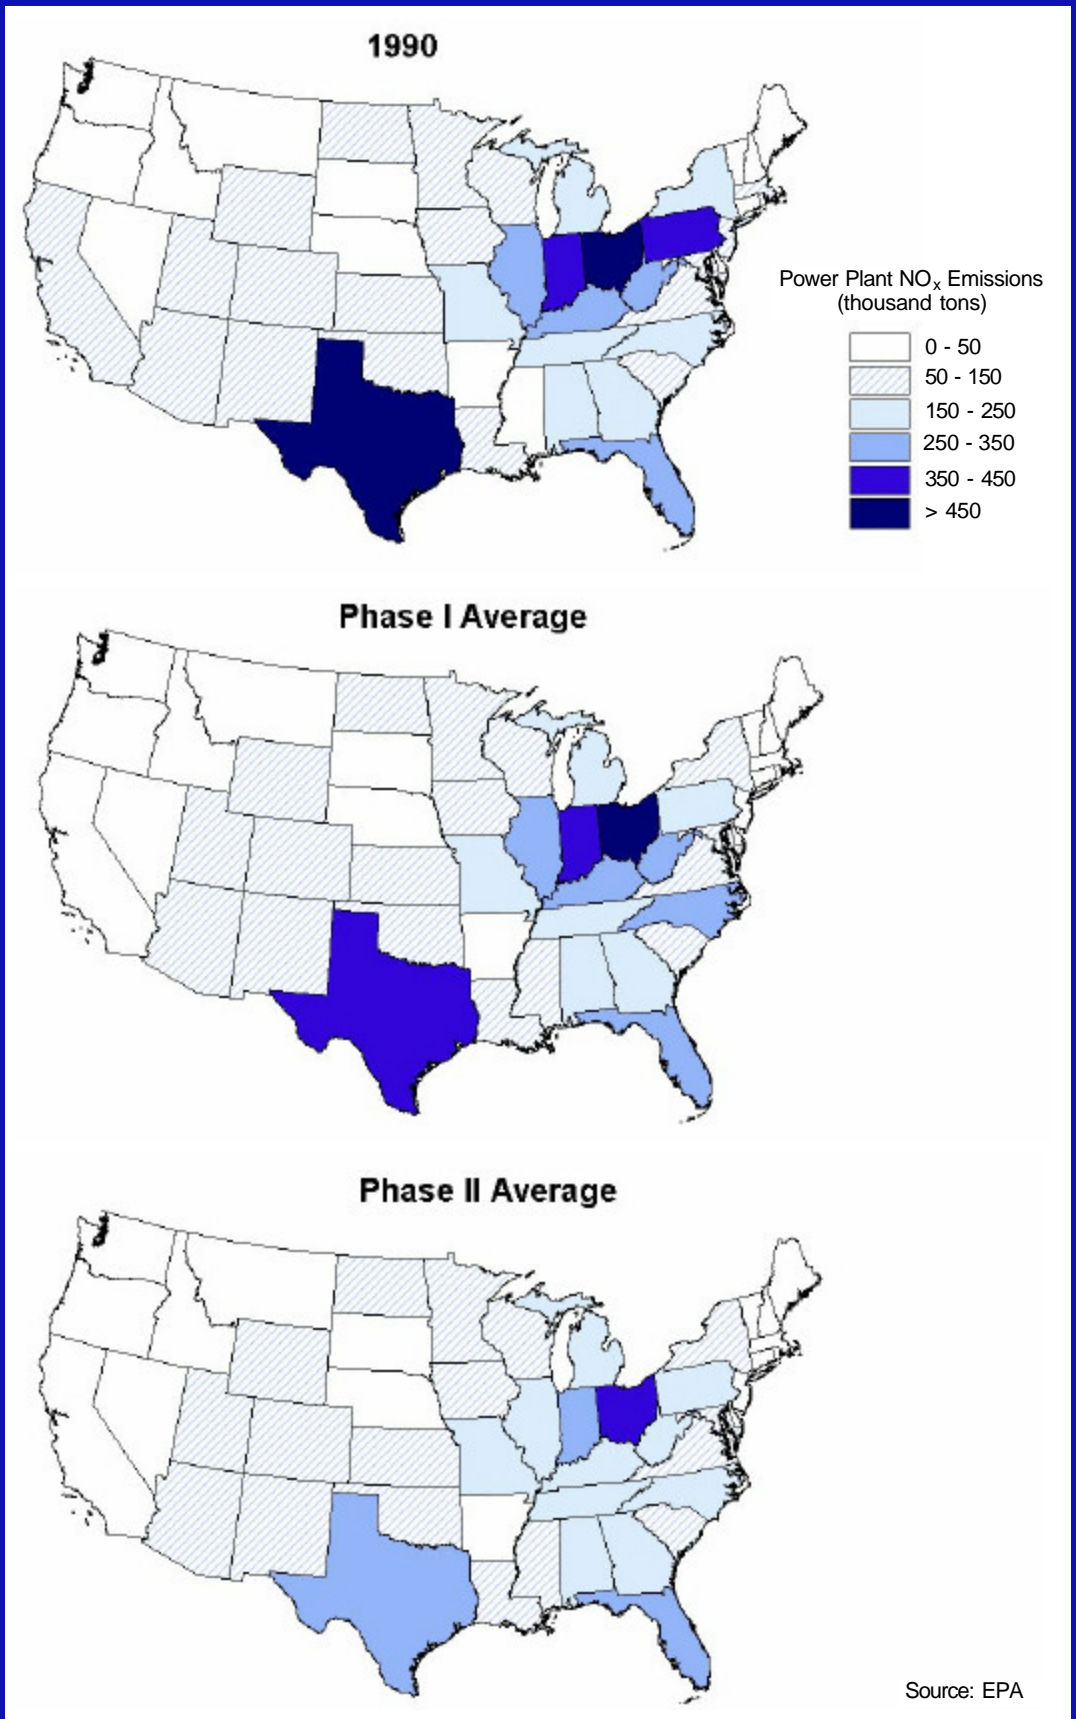 1990
Power Plant NOx Emissions
(thousand tons)
0 - 50
50 - 150
150 - 250
250 - 350
350 - 450
> 450
Phase I Average
Phase II Average
Source: EPA